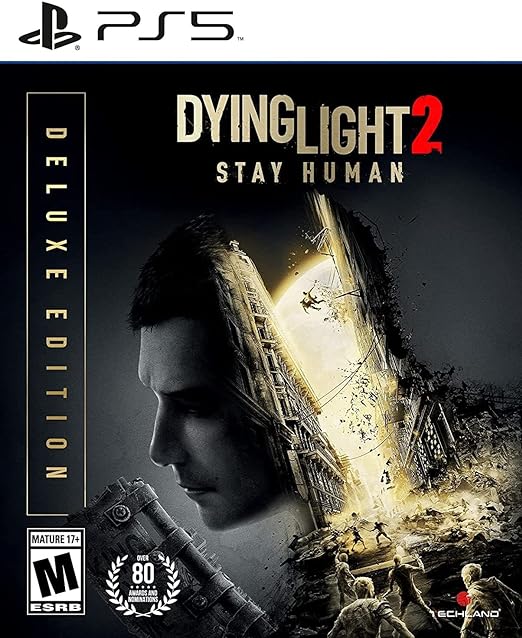 PS5
DYING LIGHT 2
STAY HUMAN
DELUXE EDITION
MATURE 17+
M
ESRB
OVER
80
AWARDS AND
NOMINATIONS
TECHLAND